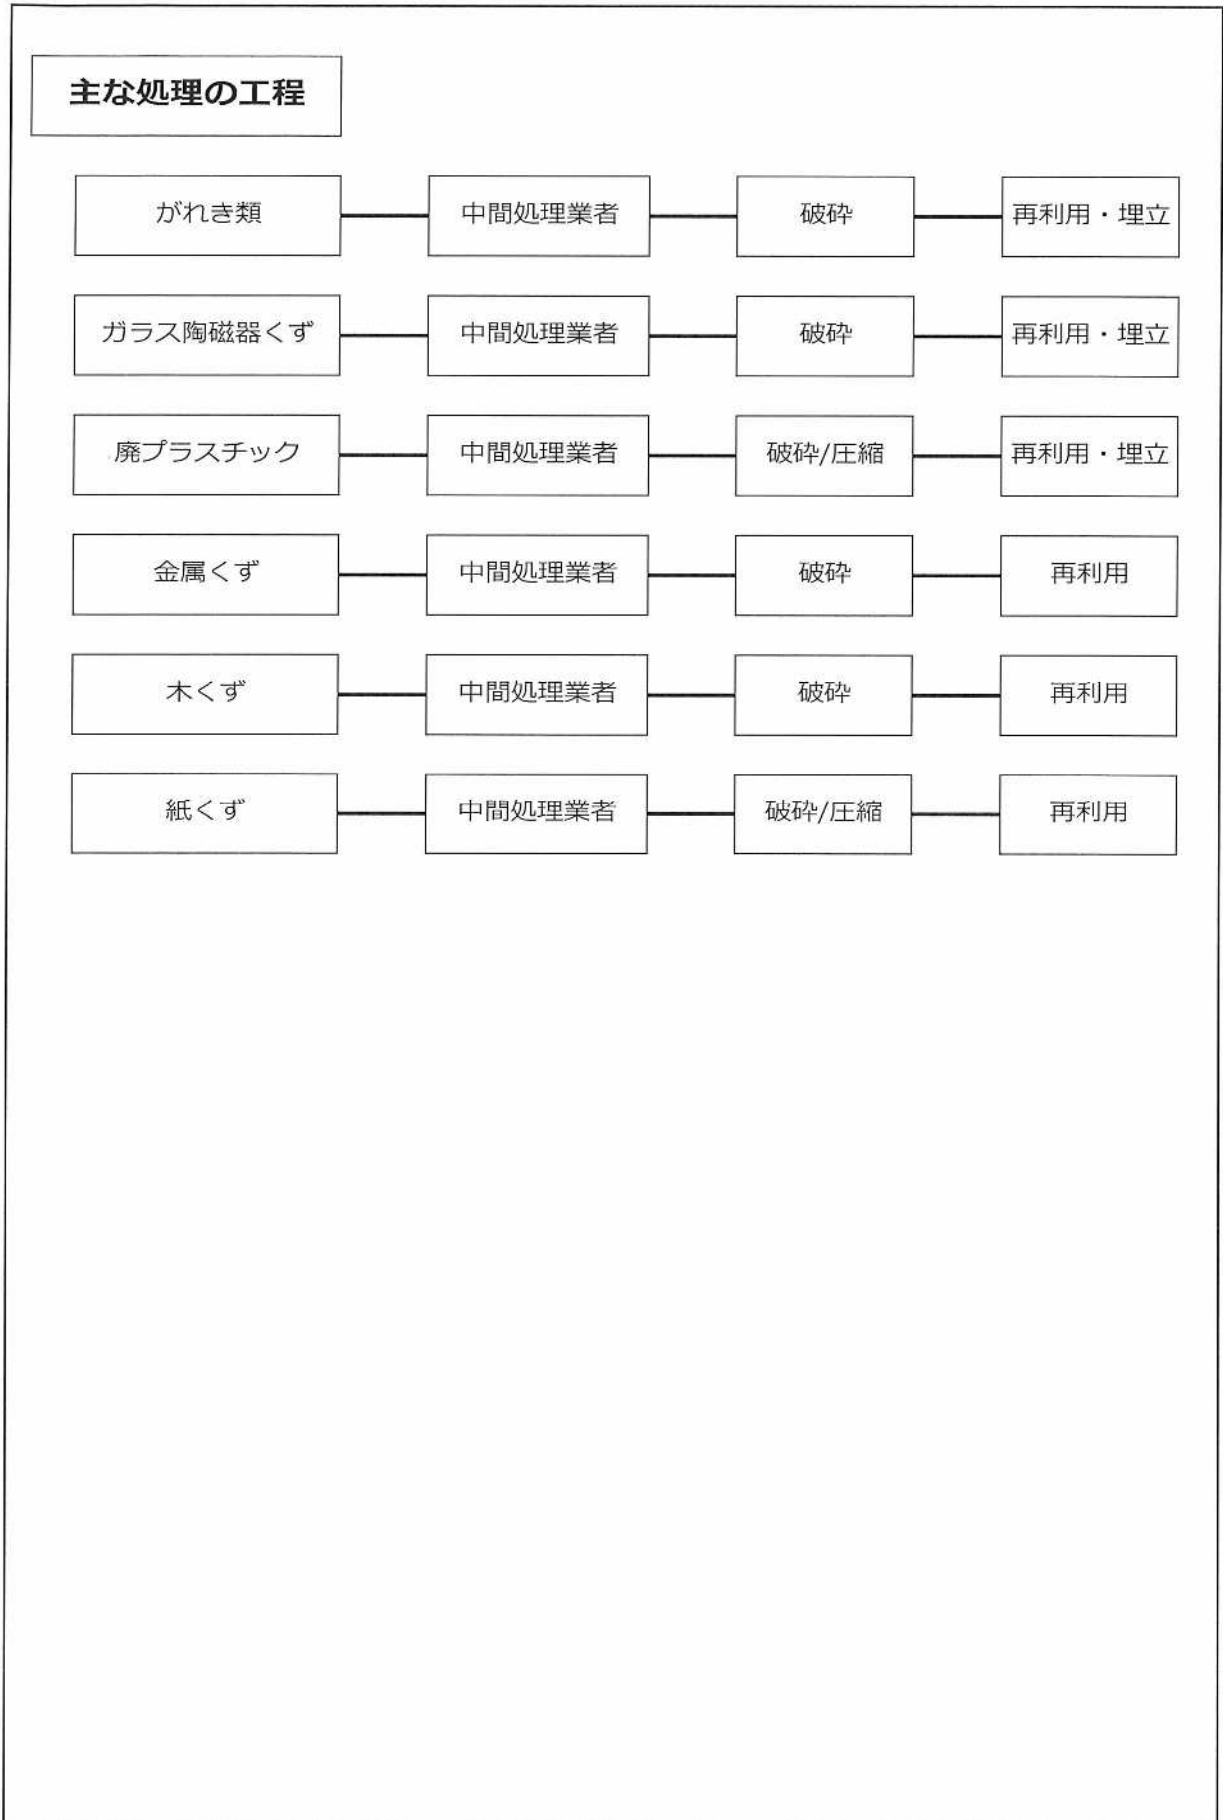 主な処理の工程
がれき類 中間処理業者 破砕 再利用・埋立
ガラス陶磁器くず 中間処理業者 破砕 再利用・埋立
廃プラスチック 中間処理業者 破砕/圧縮 再利用・埋立
金属くず 中間処理業者 破砕 再利用
木くず 中間処理業者 破砕 再利用
紙くず 中間処理業者 破砕/圧縮 再利用